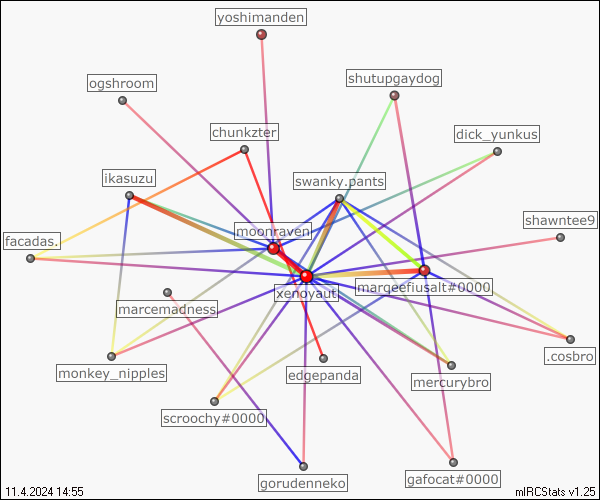 yoshimanden
shutupgaydog
ogshroom
chunkzter
dick_yunkus
ikasuzu
swanky.pants
Shawntee9
moonraven
facadas.
xenoyaut
marqeefiusalt#0000
marcemadness
.cosbro
monkey_nipples
edgepanda
mercurybro
scroochy#0000
gorudenneko
gafocat#0000
11.4.2024 14:55
mIRCStats v1.25